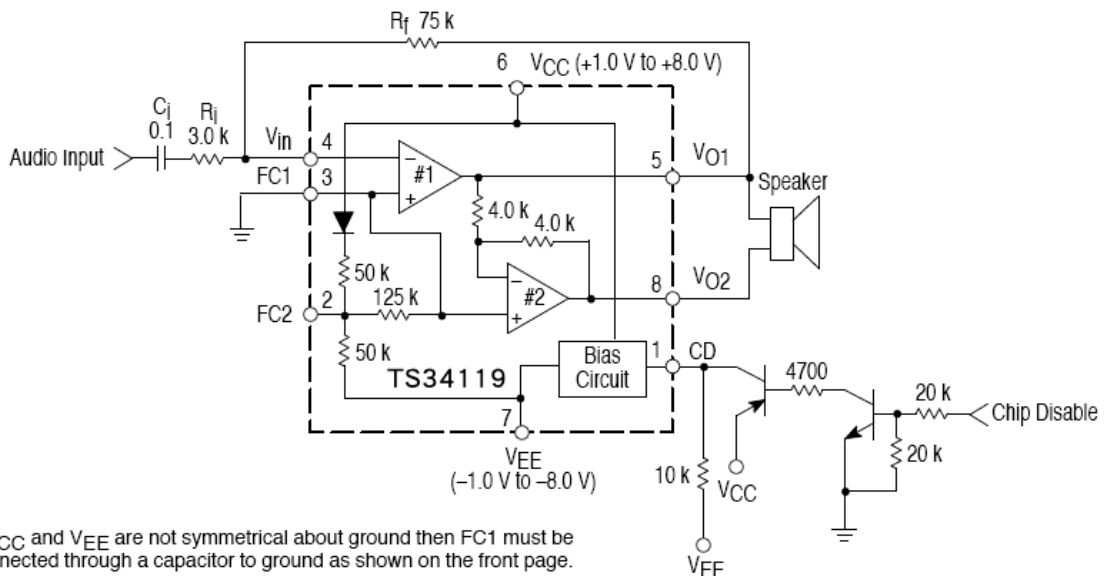 Rf 75 k
6 VCC (+1.0 V to +8.0 V)
Ci
0.1
Ri
3.0 k
Vin
4
Audio Input
FC1
3
#1
5
VO1
Speaker
4.0 k
4.0 k
50 k
FC2
2
125 k
#2
8
VO2
50 k
TS34119
Bias
Circuit
1
CD
4700
20 k
Chip Disable
20 k
7
VEE
(–1.0 V to –8.0 V)
10 k
VCC
VEE
CC and VEE are not symmetrical about ground then FC1 must be
nected through a capacitor to ground as shown on the front page.